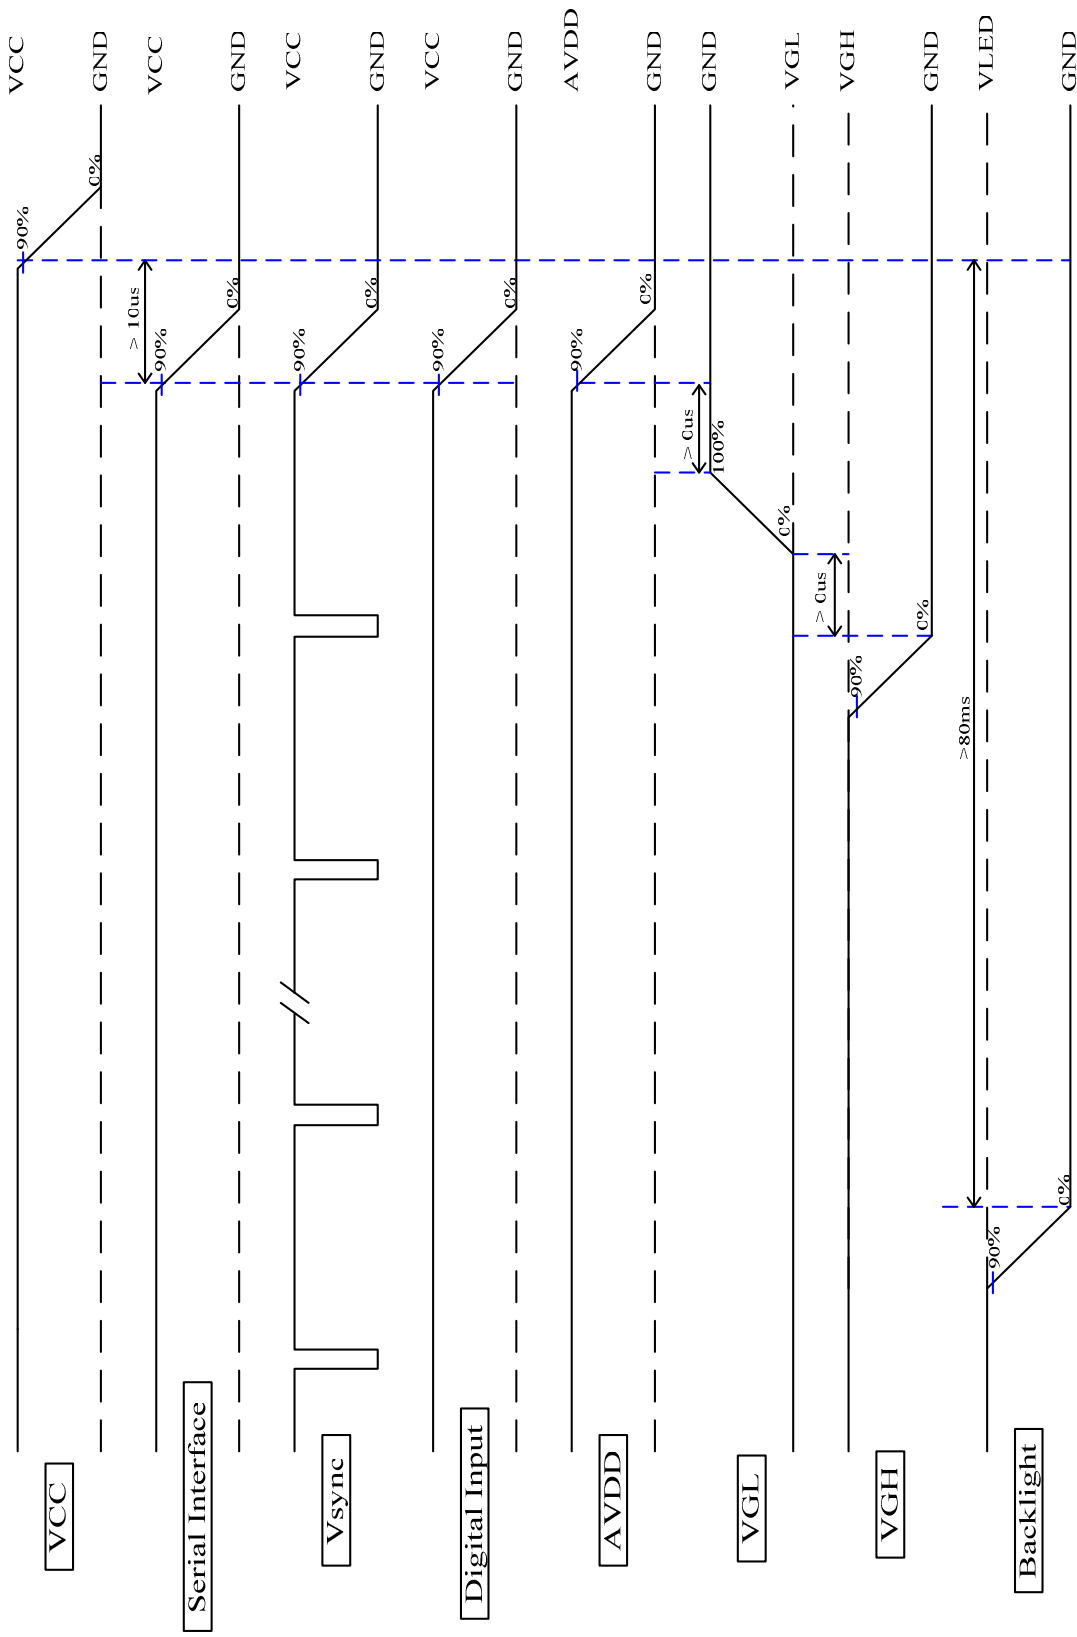 VCC
VCC
90%
0%
GND
> 10us
Serial Interface
VCC
90%
0%
GND
Vsync
VCC
90%
0%
GND
Digital Input
VCC
90%
0%
GND
AVDD
AVDD
90%
0%
GND
> 0us
VGL
GND
100%
0%
VGL
> 0us
VGH
VGH
90%
0%
GND
>80ms
Backlight
VLED
90%
0%
GND